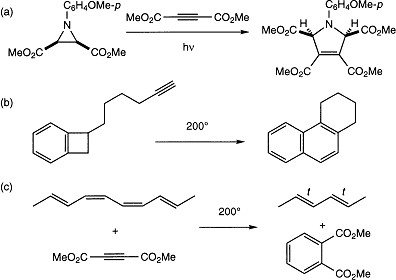 (a)
C6H4OMe-p
N
MeO2C
CO2Me
MeO2C
CO2Me
hν
C6H4OMe-p
MeO2C
H
N
H
CO2Me
MeO2C
CO2Me
(b)
200°
(c)
+
MeO2C
CO2Me
200°
t
t
+
CO2Me
CO2Me